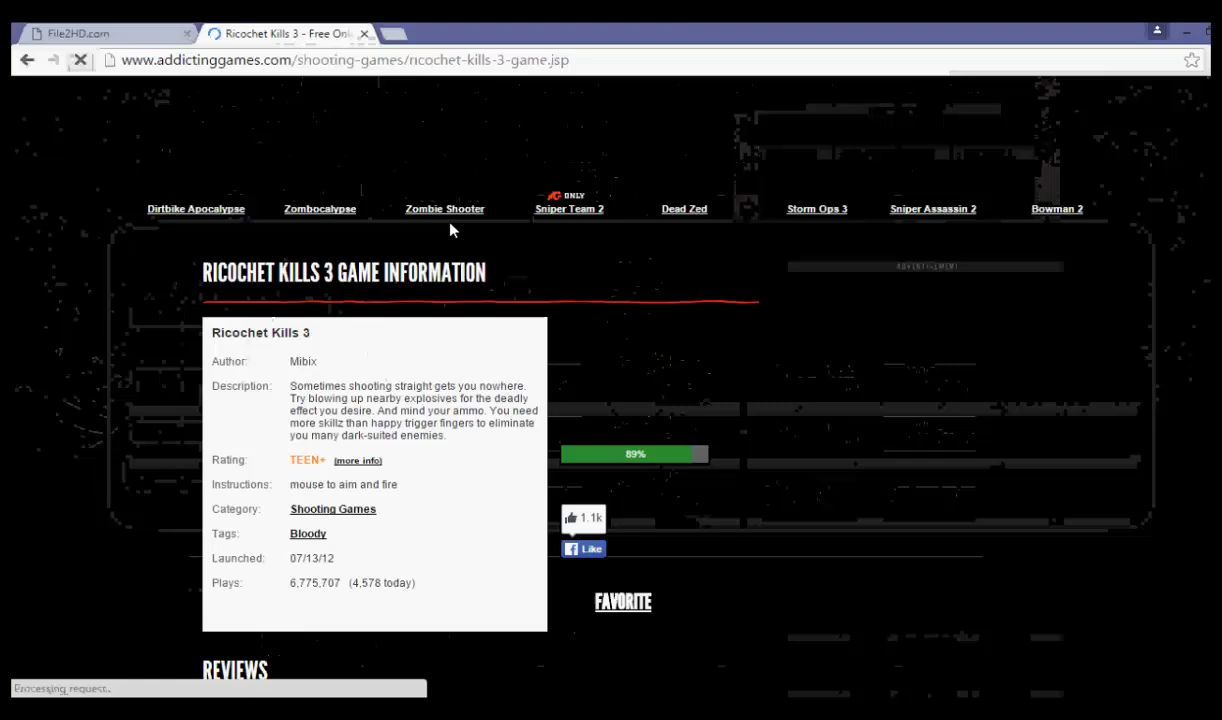 File2HD.com
Ricochet Kills 3 - Free Onl
www.addictinggames.com/shooting-games/ricochet-kills-3-game.jsp
ONLY
Dirtbike Apocalypse Zombocalypse Zombie Shooter Sniper Team 2 Dead Zed Storm Ops 3 Sniper Assassin 2 Bowman 2
RICOCHET KILLS 3 GAME INFORMATION
ADVERTISEMENT
Ricochet Kills 3
Author: Mibix
Description: Sometimes shooting straight gets you nowhere.
Try blowing up nearby explosives for the deadly
effect you desire. And mind your ammo. You need
more skillz than happy trigger fingers to eliminate
you many dark-suited enemies.
89%
Rating: TEEN+ (more info)
Instructions: mouse to aim and fire
Category: Shooting Games
1.1k
Tags: Bloody
Like
Launched: 07/13/12
Plays: 6,775,707 (4,578 today)
FAVORITE
REVIEWS
Processing request..